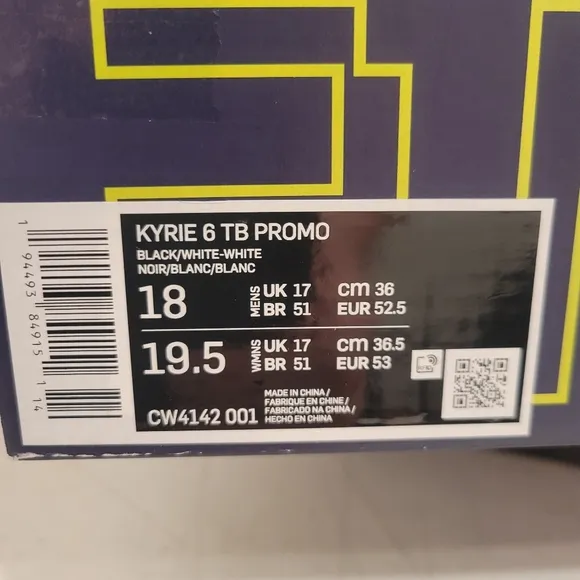 KYRIE 6 TB PROMO
BLACK/WHITE-WHITE
NOIR/BLANC/BLANC
18 MENS UK 17 cm 36
BR 51 EUR 52.5
19.5 WMNS UK 17 cm 36.5
BR 51 EUR 53
CW4142 001
MADE IN CHINA /
FABRIQUE EN CHINE /
FABRICADO NA CHINA /
HECHO EN CHINA
1 94493 84915 14